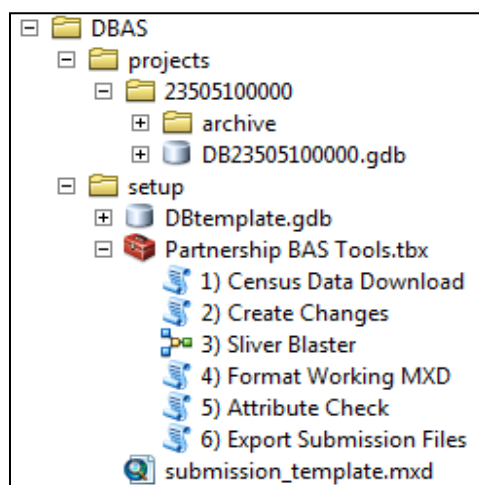 DBAS
projects
23505100000
archive
DB23505100000.gdb
setup
DBtemplate.gdb
Partnership BAS Tools.tbx
1) Census Data Download
2) Create Changes
3) Sliver Blaster
4) Format Working MXD
5) Attribute Check
6) Export Submission Files
submission_template.mxd